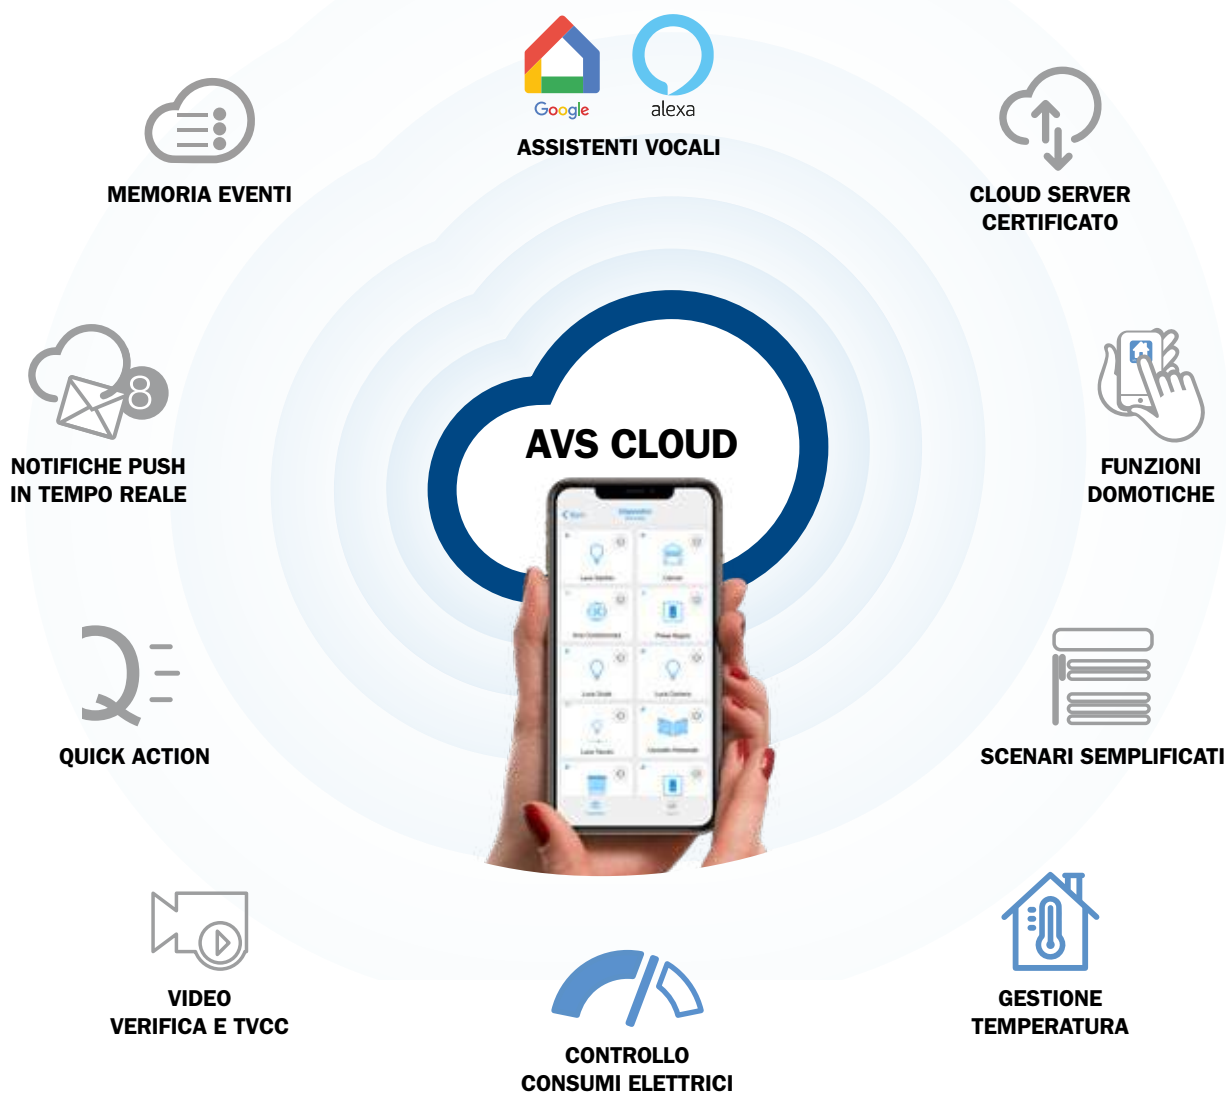 Google
alexa
ASSISTENTI VOCALI
MEMORIA EVENTI
CLOUD SERVER
CERTIFICATO
8
NOTIFICHE PUSH
IN TEMPO REALE
AVS CLOUD
FUNZIONI
DOMOTICHE
QUICK ACTION
SCENARI SEMPLIFICATI
VIDEO
VERIFICA E TVCC
CONTROLLO
CONSUMI ELETTRICI
GESTIONE
TEMPERATURA